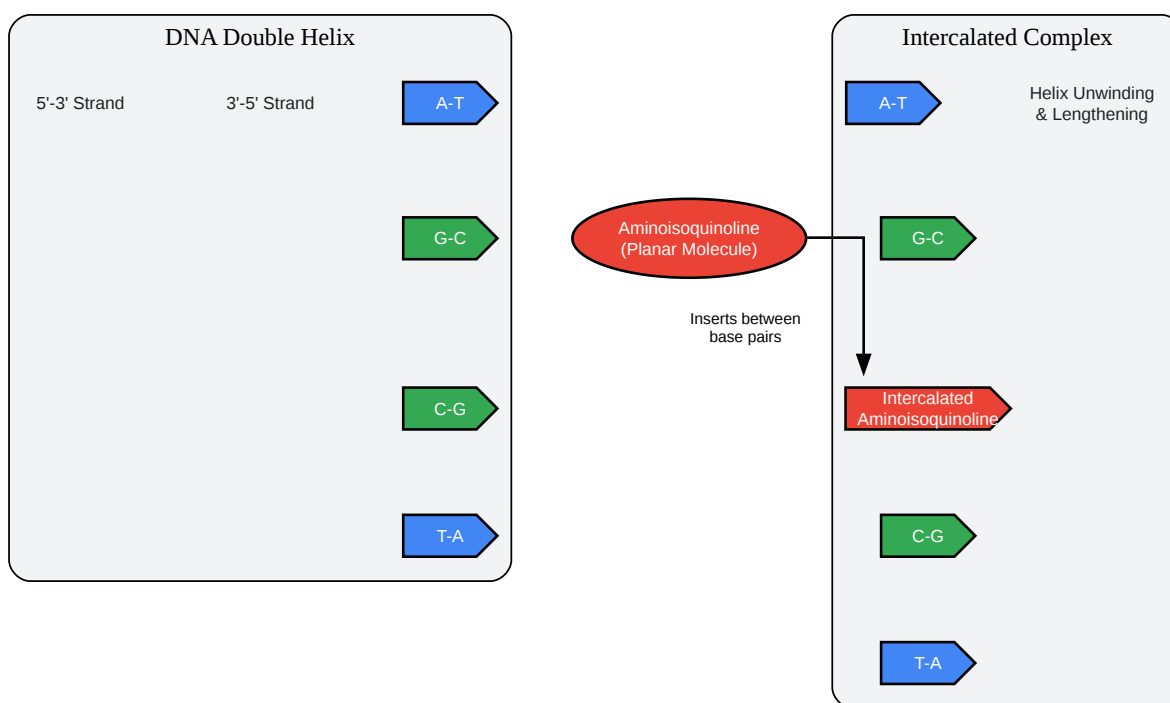 DNA Double Helix
5'-3' Strand
3'-5' Strand
A-T
G-C
C-G
T-A
Aminoisoquinoline
(Planar Molecule)
Inserts between
base pairs
Intercalated Complex
A-T
Helix Unwinding
& Lengthening
G-C
Intercalated
Aminoisoquinoline
C-G
T-A